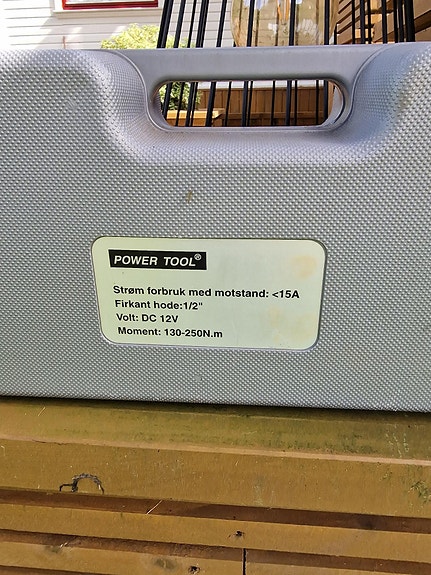 POWER TOOL®
Strøm forbruk med motstand: <15A
Firkant hode:1/2"
Volt: DC 12V
Moment: 130-250N.m